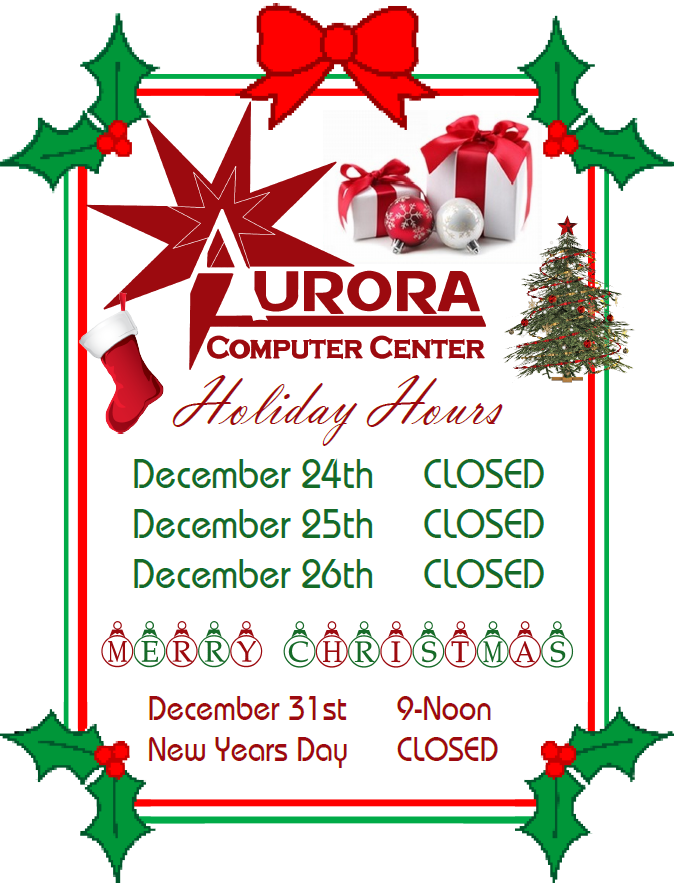 AURORA
COMPUTER CENTER
Holiday Hours
December 24th CLOSED
December 25th CLOSED
December 26th CLOSED
MERRY CHRISTMAS
December 31st 9-Noon
New Years Day CLOSED